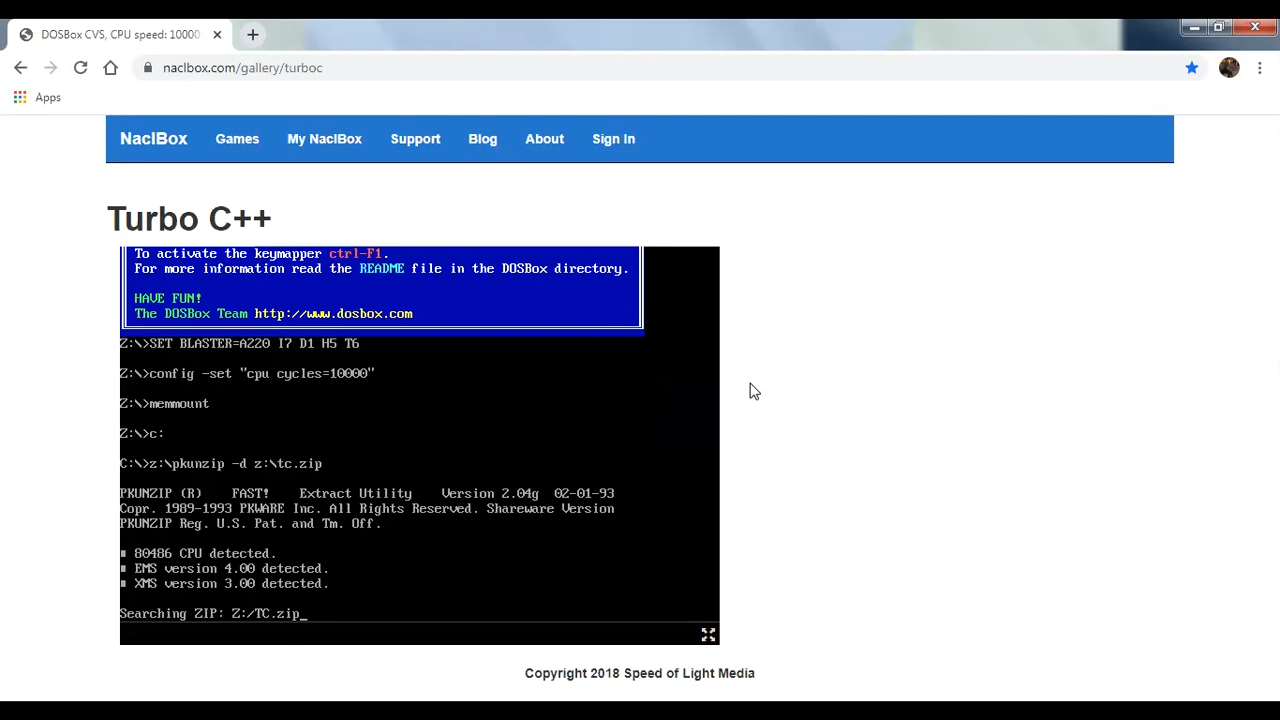 DOSBox CVS, CPU speed: 10000
naclbox.com/gallery/turboc
Apps
NaclBox Games My NaclBox Support Blog About Sign In
Turbo C++
To activate the keymapper ctrl-F1.
For more information read the README file in the DOSBox directory.
HAVE FUN!
The DOSBox Team http://www.dosbox.com
Z:\>SET BLASTER=A220 I7 D1 H5 T6
Z:\>config -set "cpu cycles=10000"
Z:\>memmount
Z:\>c:
C:\>z:\pkunzip -d z:\tc.zip
PKUNZIP (R) FAST! Extract Utility Version 2.04g 02-01-93
Copr. 1989-1993 PKWARE Inc. All Rights Reserved. Shareware Version
PKUNZIP Reg. U.S. Pat. and Tm. Off.
■ 80486 CPU detected.
■ EMS version 4.00 detected.
■ XMS version 3.00 detected.
Searching ZIP: Z:/TC.zip_
Copyright 2018 Speed of Light Media